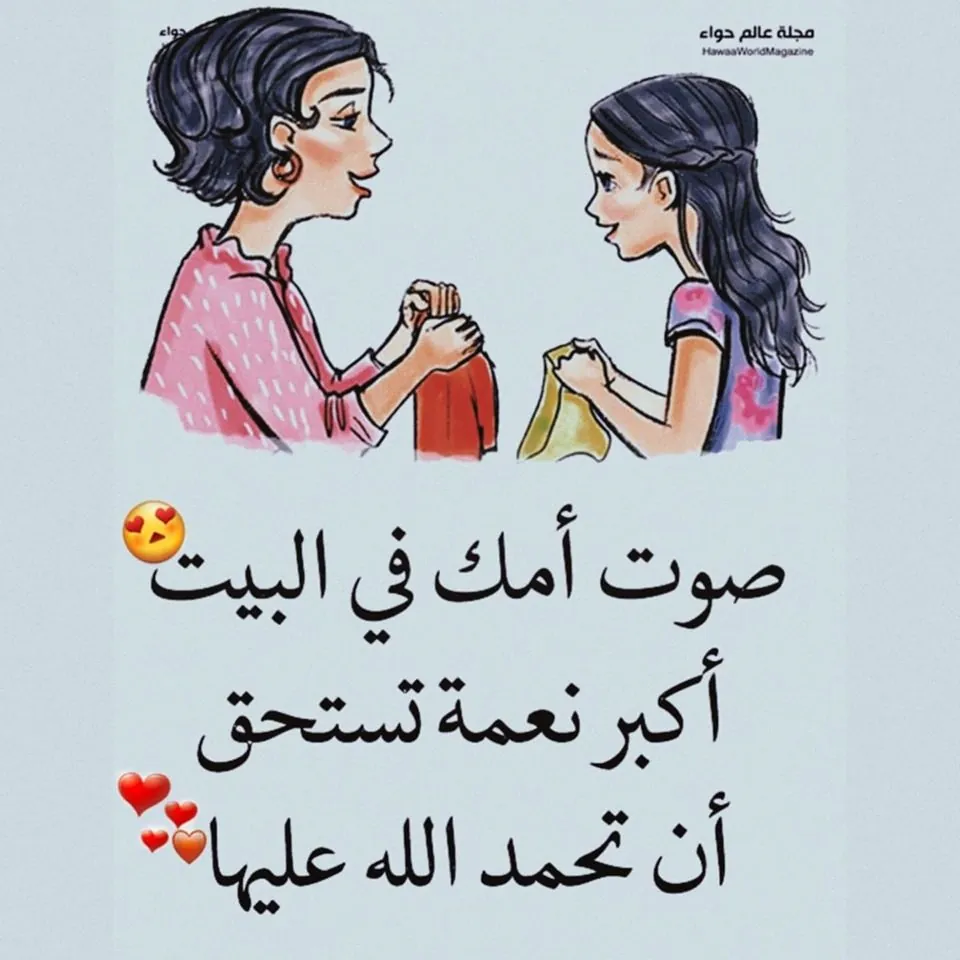 حواء
مجلة عالم حواء
HawaaWorldMagazine
صوت أمك في البيت
أكبر نعمة تستحق
أن تحمد الله عليها